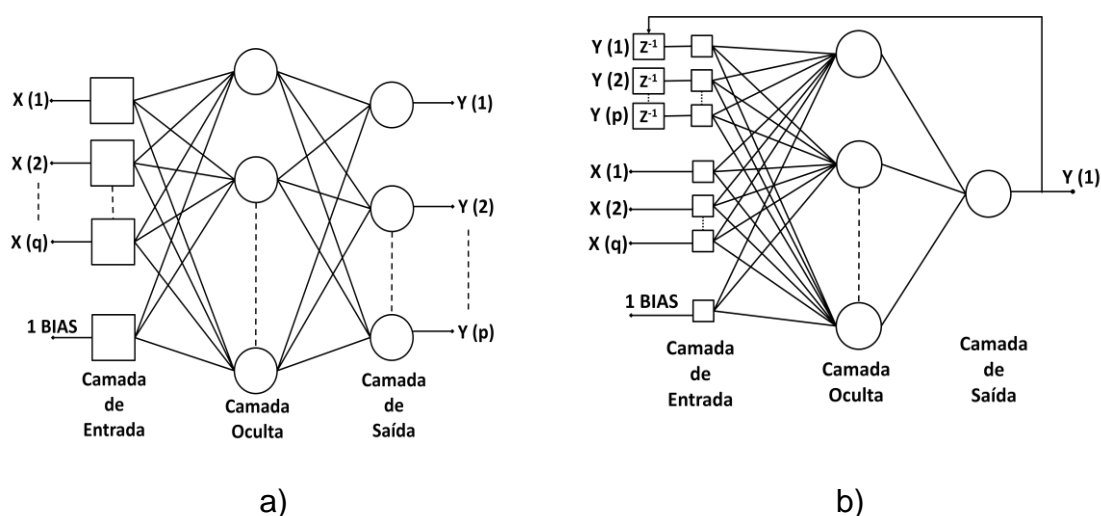 X (1)
X (2)
X (q)
1 BIAS
Camada
de
Entrada
Camada
Oculta
Camada
de
Saída
Y (1)
Y (2)
Y (p)
a)
Y (1) Z⁻¹
Y (2) Z⁻¹
Y (p) Z⁻¹
X (1)
X (2)
X (q)
1 BIAS
Camada
de
Entrada
Camada
Oculta
Camada
de
Saída
Y (1)
b)